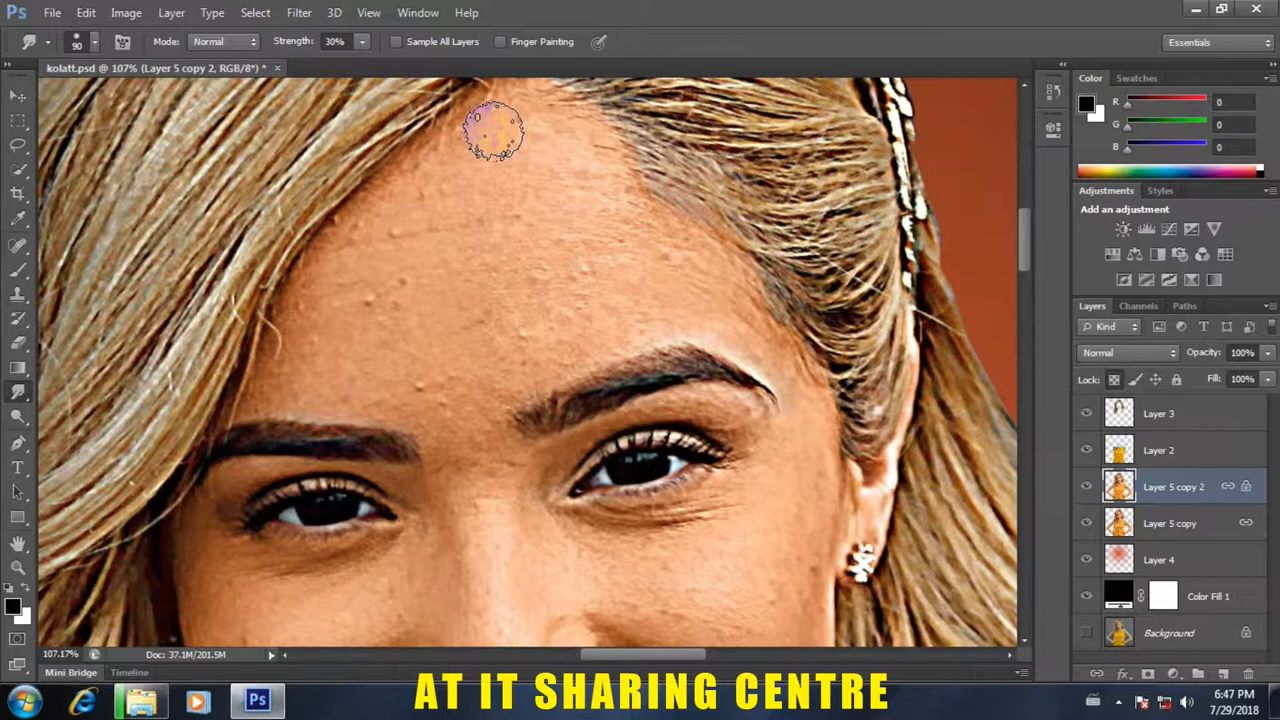 Ps File Edit Image Layer Type Select Filter 3D View Window Help
90 Mode: Normal Strength: 30% Sample All Layers Finger Painting Essentials
kolatt.psd @ 107% (Layer 5 copy 2, RGB/8*) * ×
Color Swatches
R 0
G 0
B 0
Adjustments Styles
Add an adjustment
Layers Channels Paths
Kind
Normal Opacity: 100%
Lock: Fill: 100%
Layer 3
Layer 2
Layer 5 copy 2
Layer 5 copy
Layer 4
Color Fill 1
Background
107.17% Doc: 37.1M/201.5M
Mini Bridge Timeline
Ps
AT IT SHARING CENTRE
6:47 PM
7/29/2018